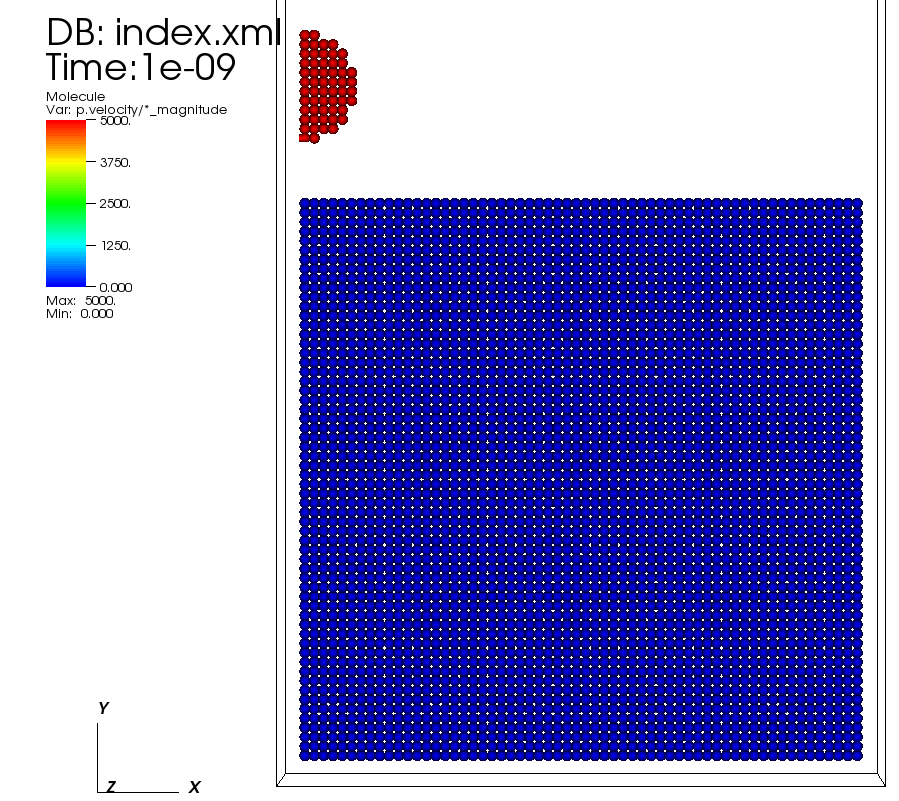 DB: index.xml
Time:1e-09
Molecule
Var: p.velocity/*_magnitude
5000.
3750.
2500.
1250.
0.000
Max: 5000.
Min: 0.000
Y
Z
X